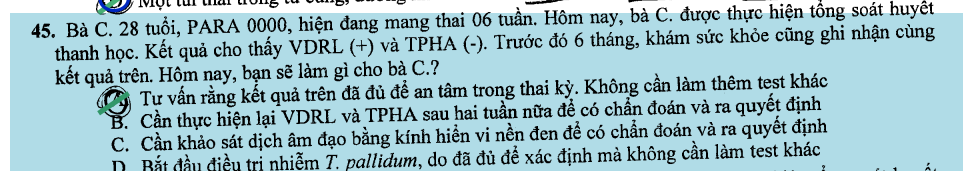 Một túi thai trong tử cung,
45. Bà C. 28 tuổi, PARA 0000, hiện đang mang thai 06 tuần. Hôm nay, bà C. được thực hiện tổng soát huyết
thanh học. Kết quả cho thấy VDRL (+) và TPHA (-). Trước đó 6 tháng, khám sức khỏe cũng ghi nhận cùng
kết quả trên. Hôm nay, bạn sẽ làm gì cho bà C.?
Tư vấn rằng kết quả trên đã đủ để an tâm trong thai kỳ. Không cần làm thêm test khác
B. Cần thực hiện lại VDRL và TPHA sau hai tuần nữa để có chẩn đoán và ra quyết định
C. Cần khảo sát dịch âm đạo bằng kính hiển vi nền đen để có chẩn đoán và ra quyết định
D. Bắt đầu điều trị nhiễm T. pallidum, do đã đủ để xác định mà không cần làm test khác